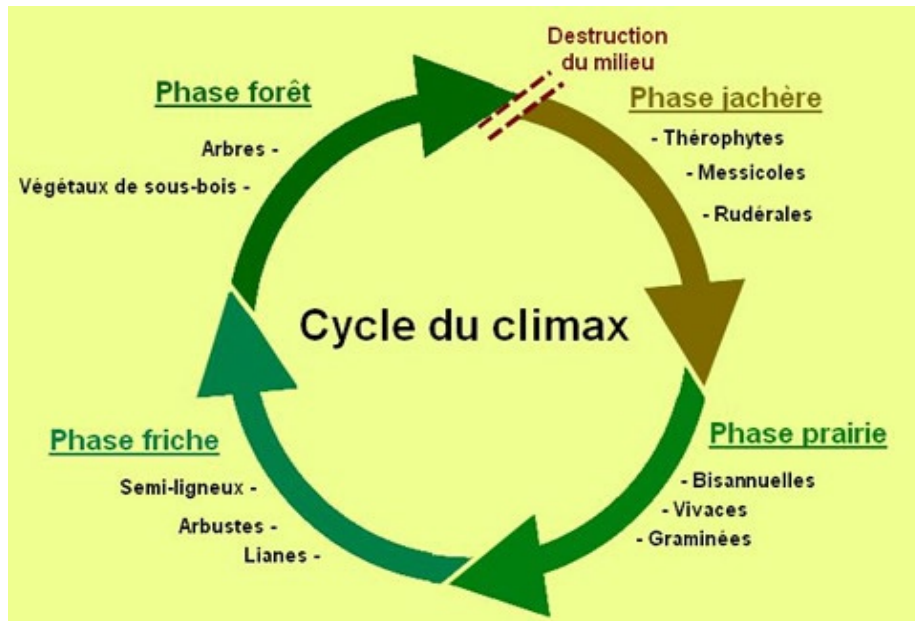 Destruction
du milieu
Phase forêt
Arbres -
Végétaux de sous-bois -
Phase jachère
- Thérophytes
- Messicoles
- Rudérales
Cycle du climax
Phase friche
Semi-ligneux -
Arbustes -
Lianes -
Phase prairie
- Bisannuelles
- Vivaces
- Graminées